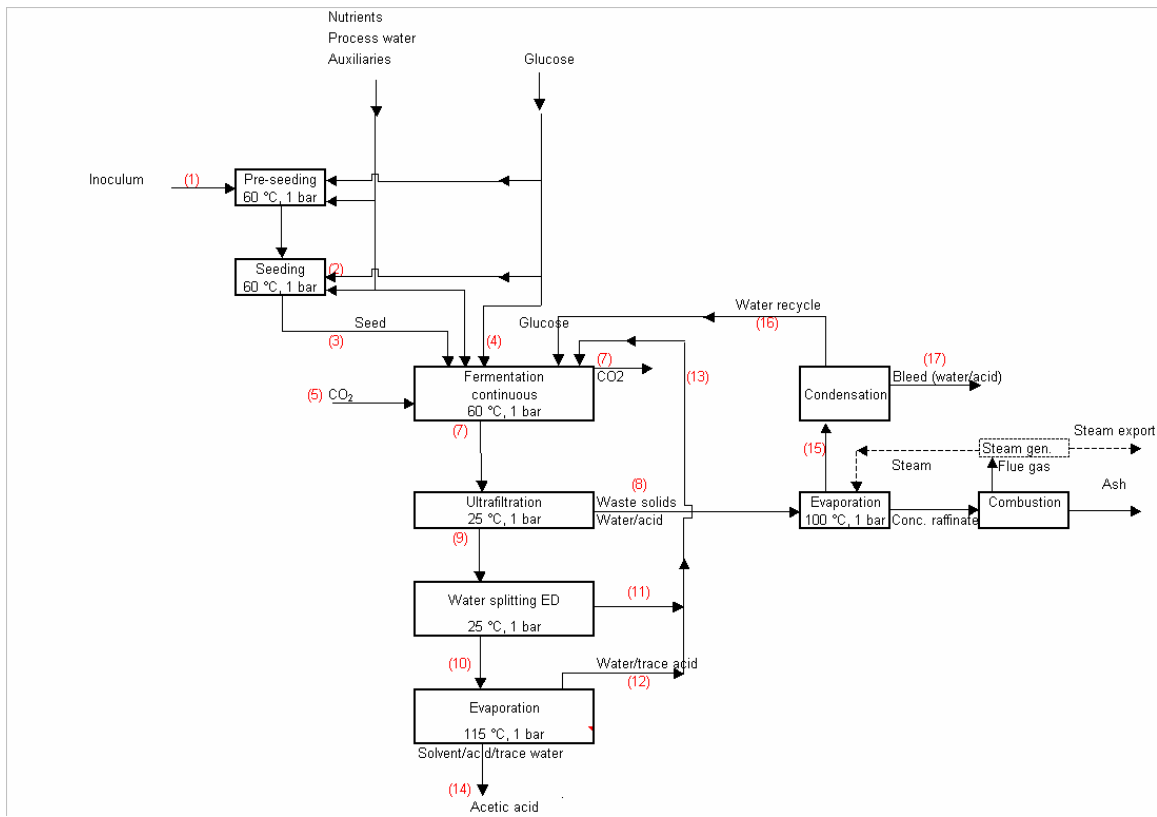 Nutrients
Process water
Auxiliaries
Glucose
Inoculum
(1)
Pre-seeding
60 °C, 1 bar
Seeding
60 °C, 1 bar
(2)
Seed
(3)
(4)
Glucose
Water recycle
(16)
(5) CO₂
Fermentation
continuous
60 °C, 1 bar
(7)
CO2
(13)
Condensation
(17)
Bleed (water/acid)
(7)
(15)
Steam
Steam gen.
Flue gas
Steam export
Ultrafiltration
25 °C, 1 bar
(8)
Waste solids
Water/acid
Evaporation
100 °C, 1 bar
Conc. raffinate
Combustion
Ash
(9)
Water splitting ED
25 °C, 1 bar
(11)
(10)
Water/trace acid
(12)
Evaporation
115 °C, 1 bar
Solvent/acid/trace water
(14)
Acetic acid